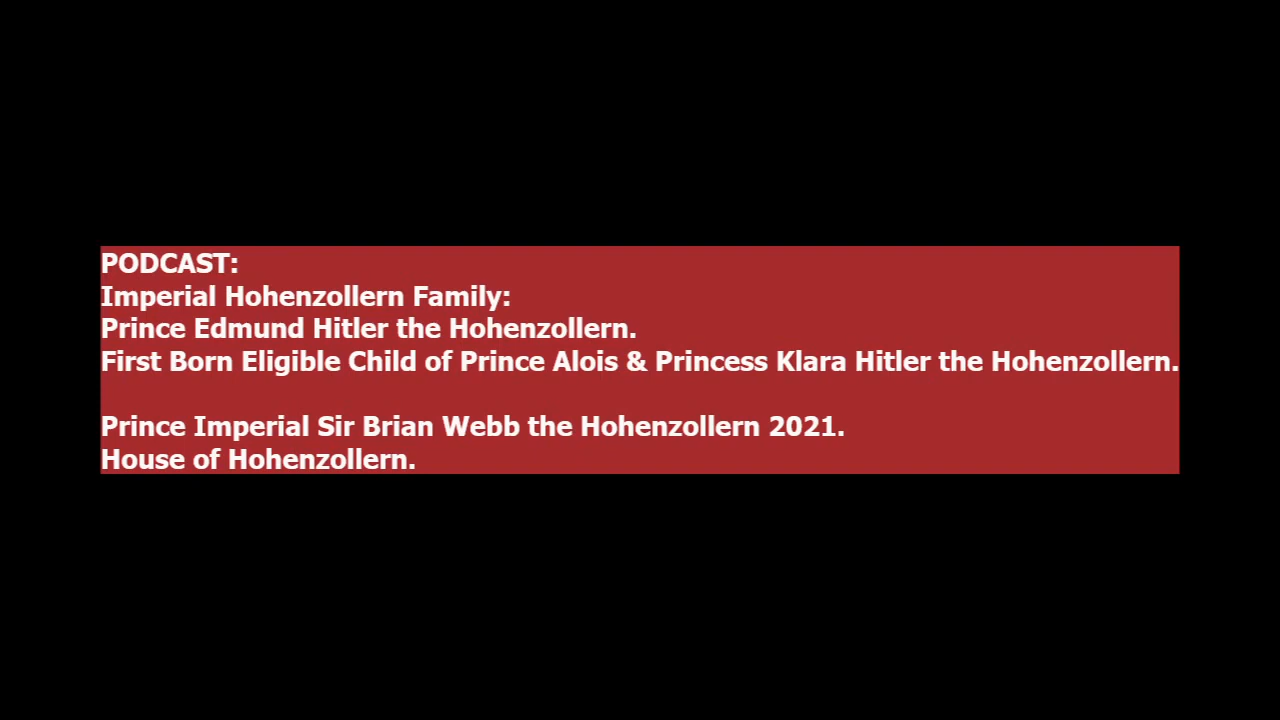 PODCAST:
Imperial Hohenzollern Family:
Prince Edmund Hitler the Hohenzollern.
First Born Eligible Child of Prince Alois & Princess Klara Hitler the Hohenzollern.
Prince Imperial Sir Brian Webb the Hohenzollern 2021.
House of Hohenzollern.